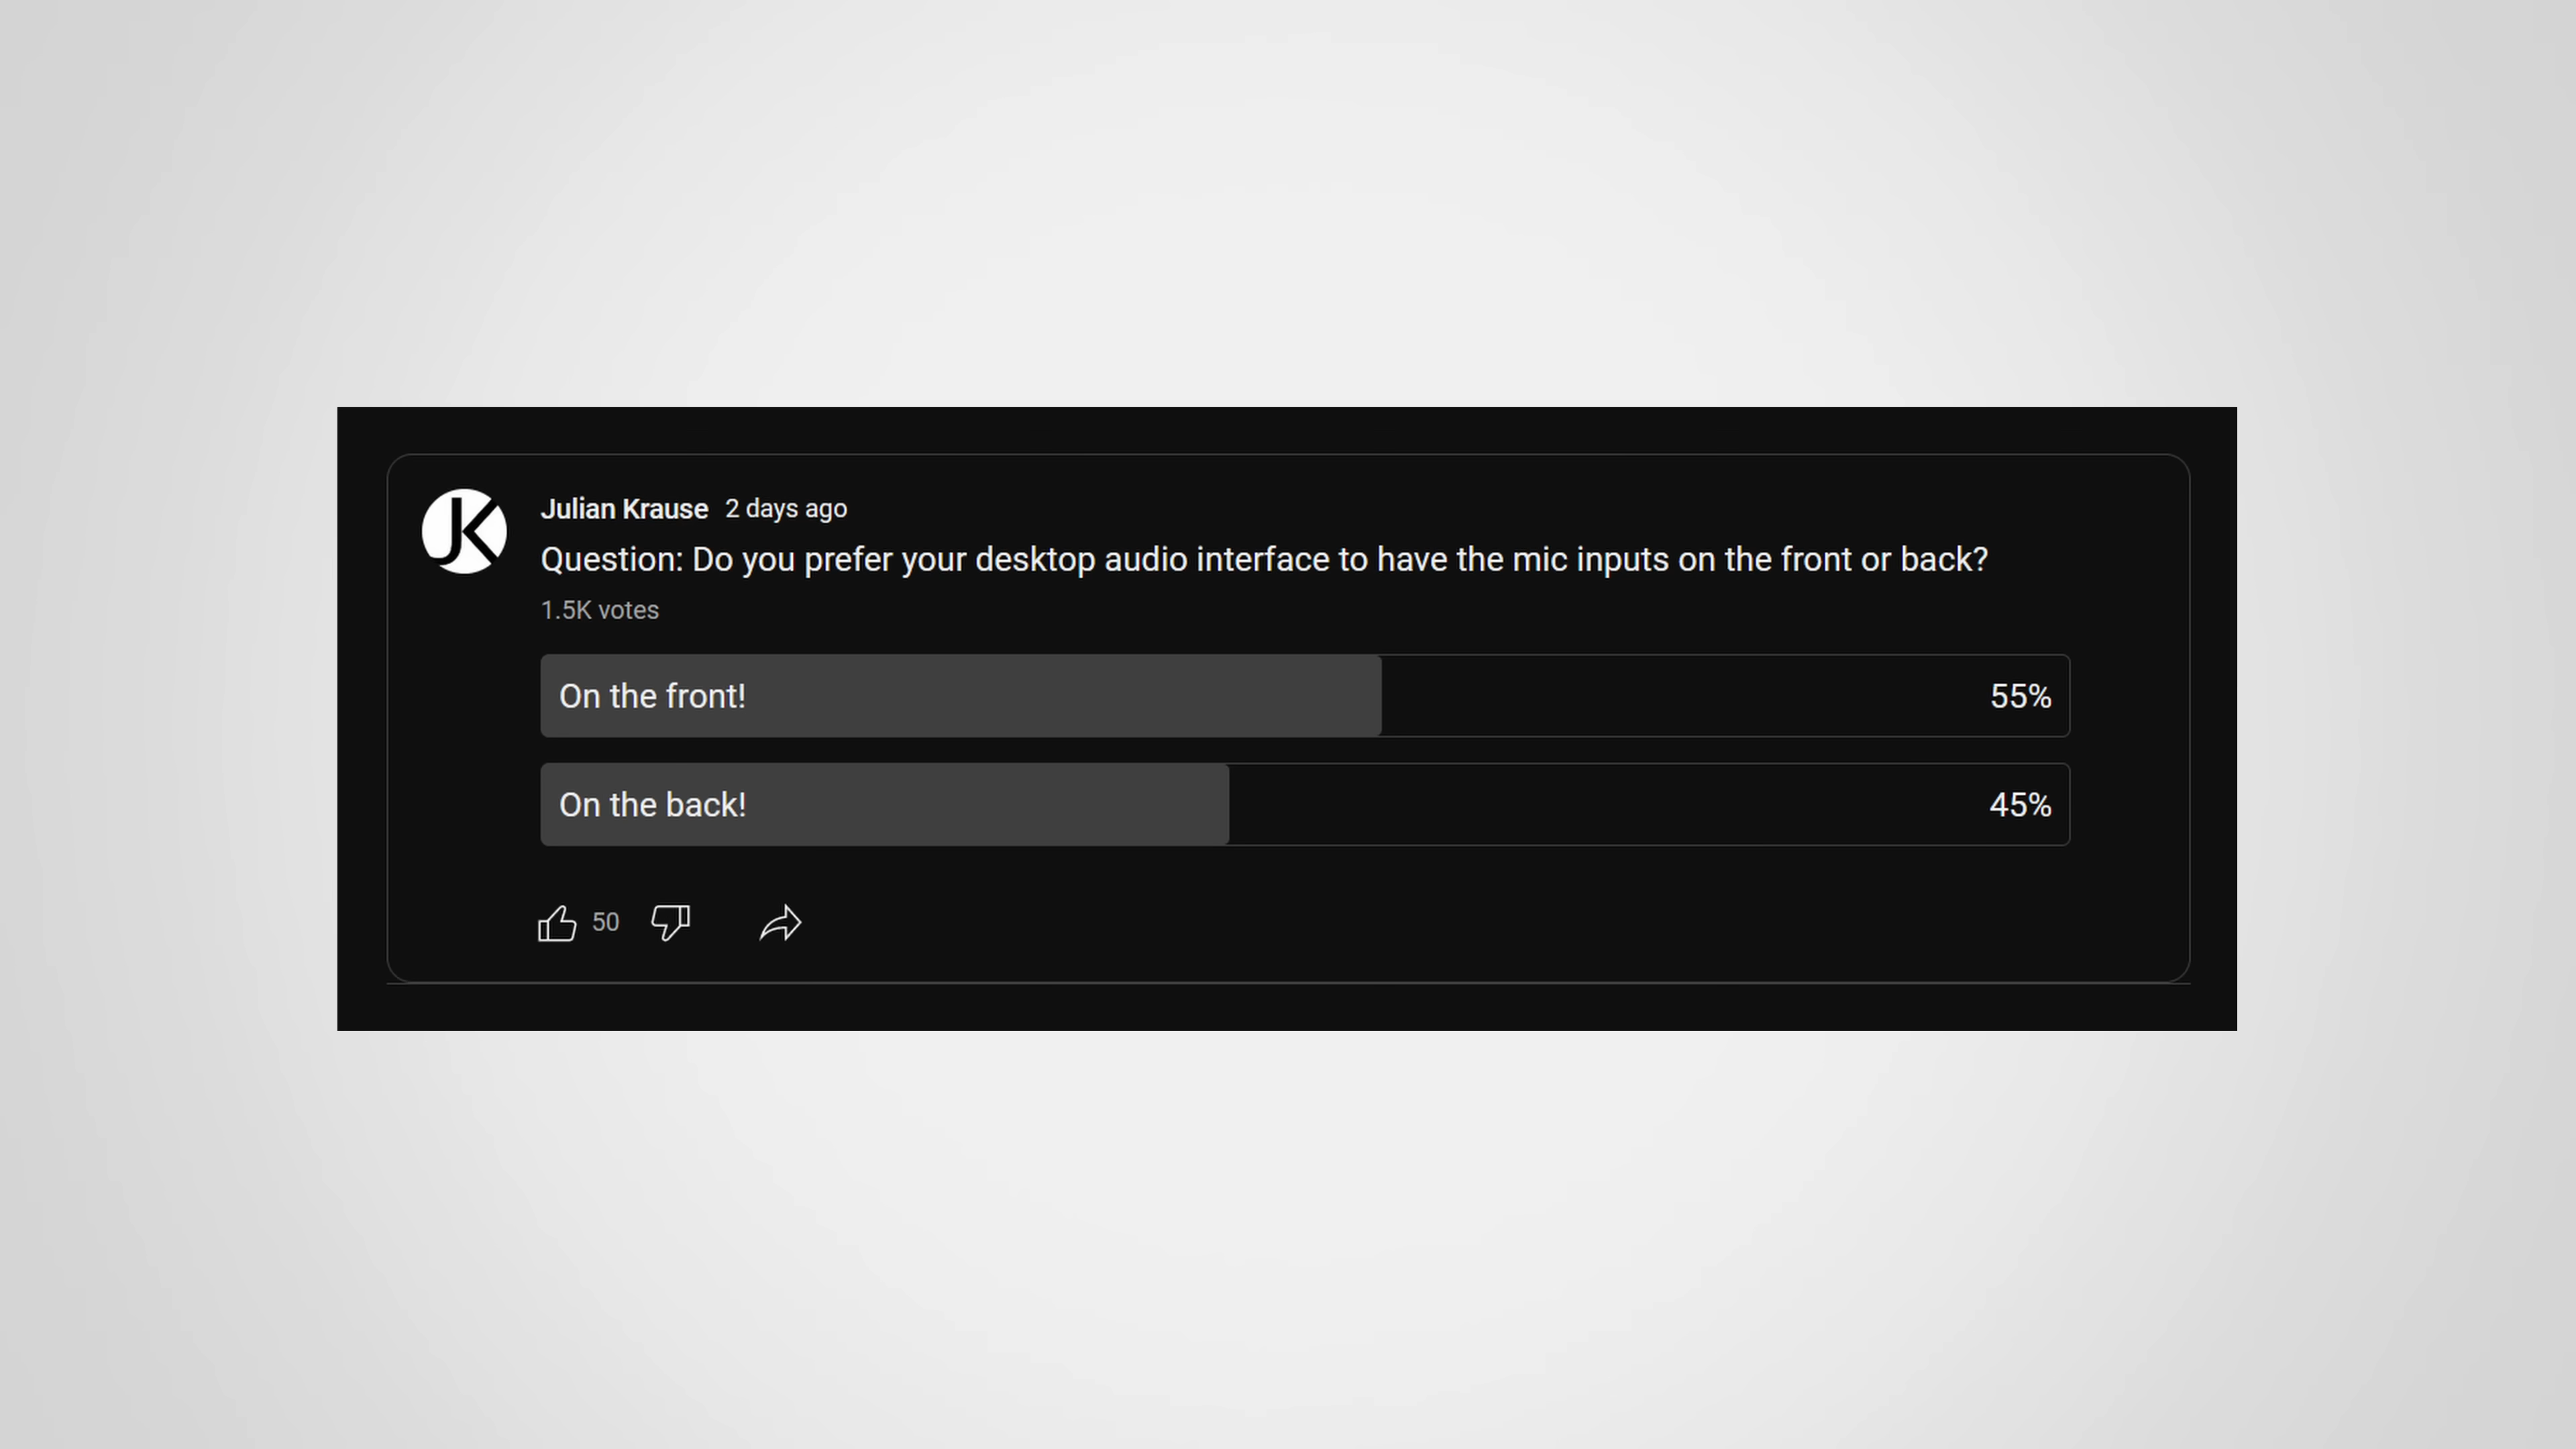 JK
Julian Krause 2 days ago
Question: Do you prefer your desktop audio interface to have the mic inputs on the front or back?
1.5K votes
On the front! 55%
On the back! 45%
50